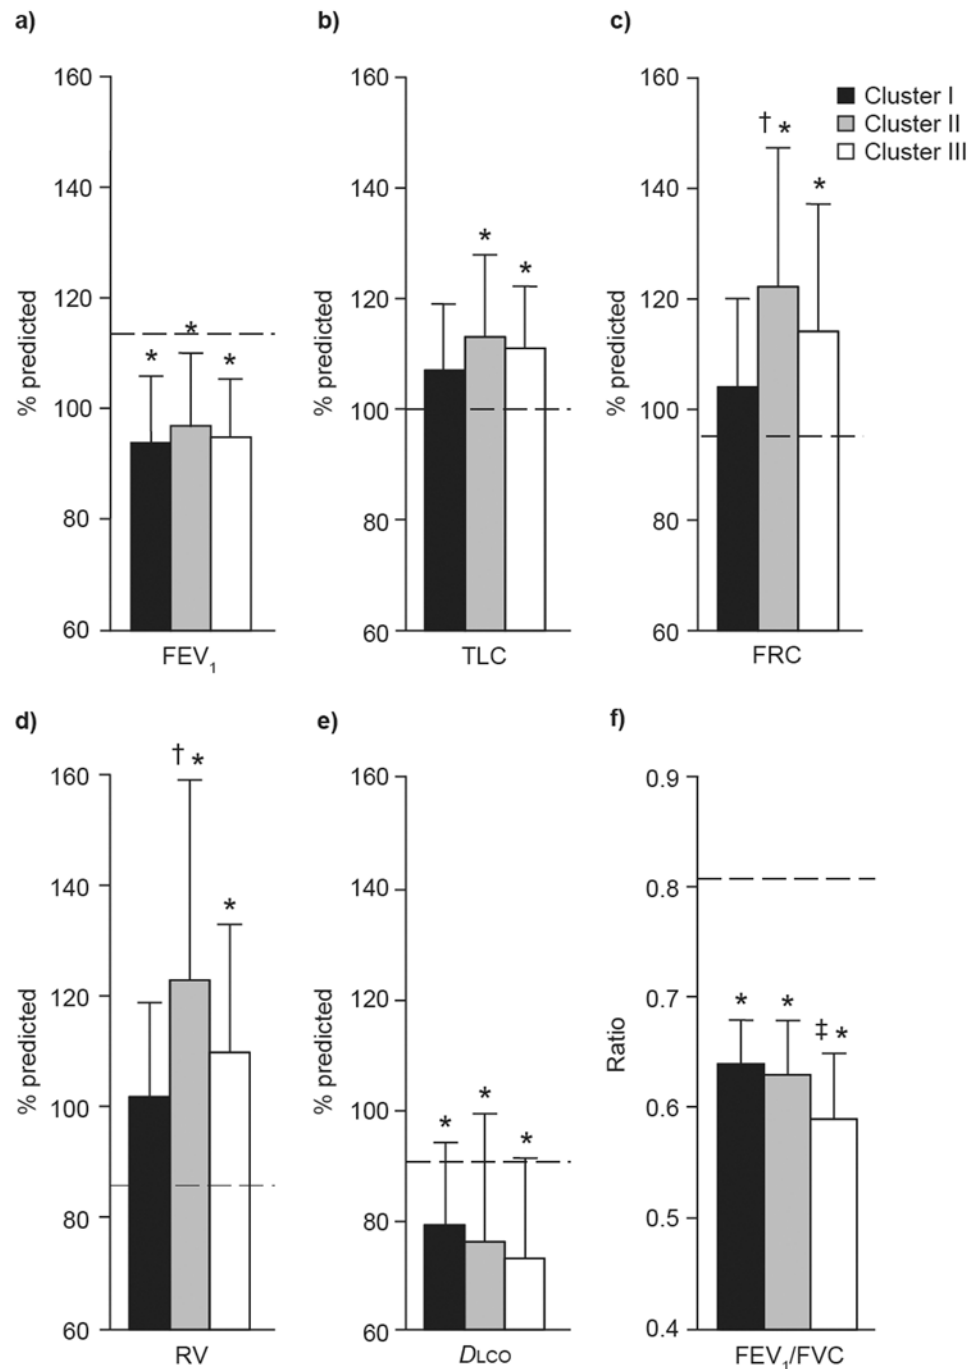 a)
160
140
120
100
80
60
% predicted
*
*
*
FEV1
b)
160
140
120
100
80
60
% predicted
*
*
TLC
c)
160
140
120
100
80
60
% predicted
† *
*
FRC
Cluster I
Cluster II
Cluster III
d)
160
140
120
100
80
60
% predicted
† *
*
RV
e)
160
140
120
100
80
60
% predicted
*
*
*
DLCO
f)
0.9
0.8
0.7
0.6
0.5
0.4
Ratio
*
*
‡ *
FEV1/FVC